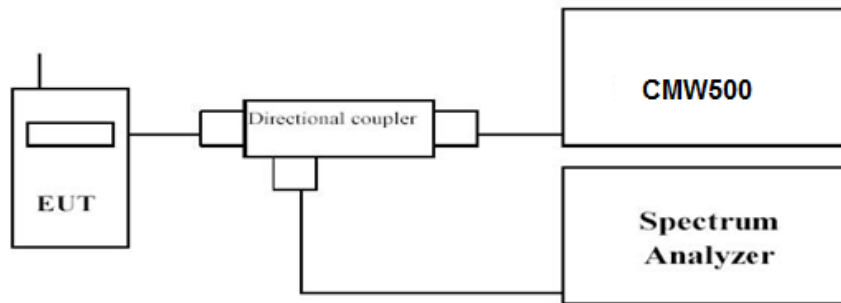 CMW500
Directional coupler
EUT
Spectrum
Analyzer